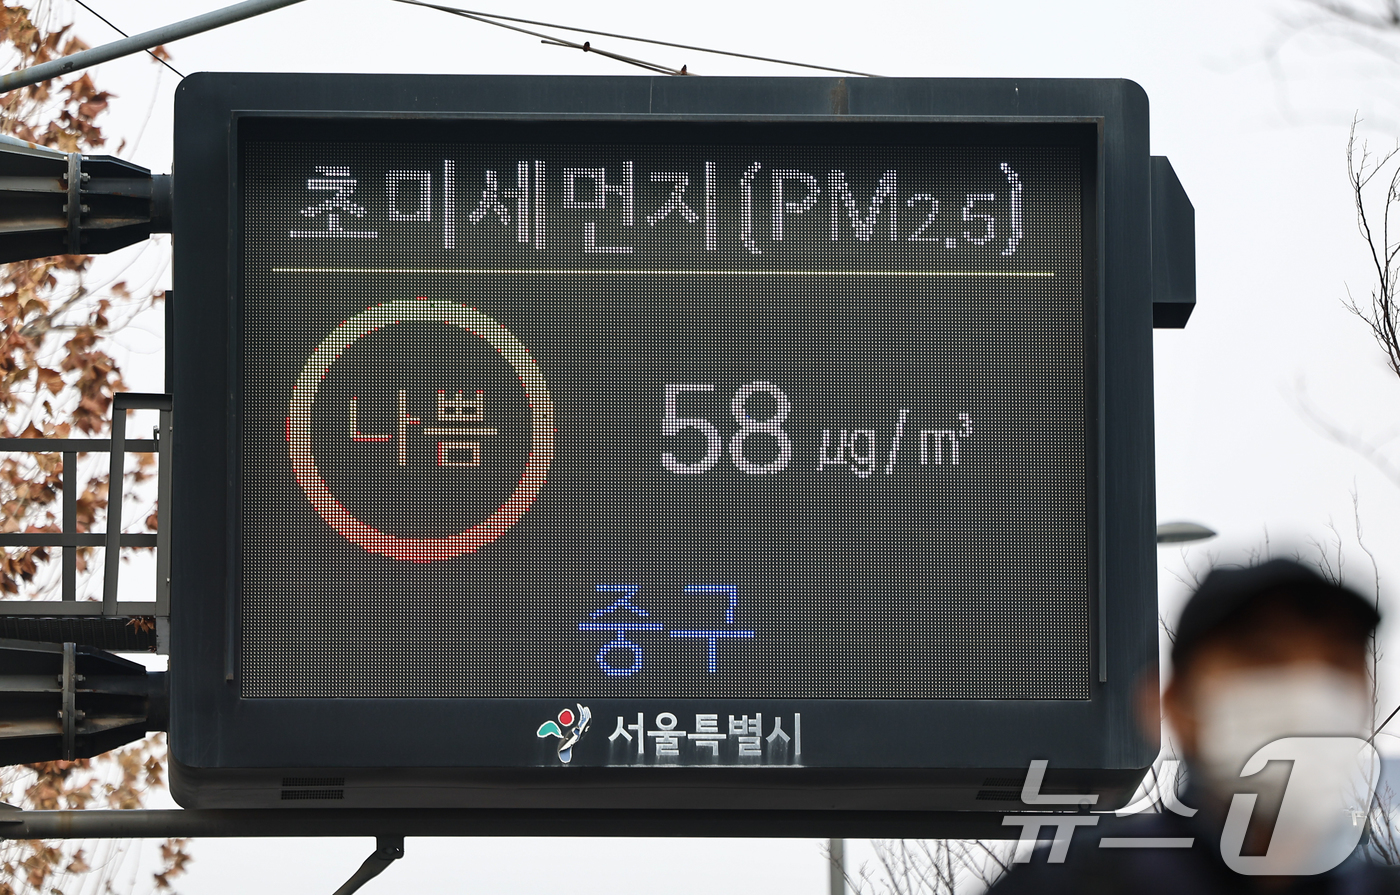 초미세먼지(PM2.5)
나쁨
58 µg/m³
중구
서울특별시
뉴스1